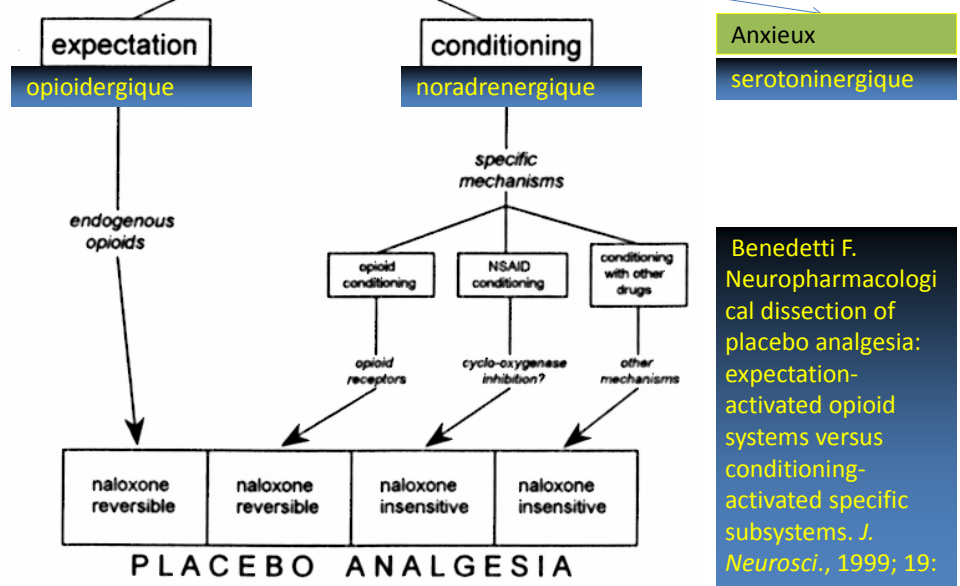 expectation
opioidergique
conditioning
noradrenergique
Anxieux
serotoninergique
specific
mechanisms
endogenous
opioids
opioid
conditioning
NSAID
conditioning
conditioning
with other
drugs
opioid
receptors
cyclo-oxygenase
inhibition?
other
mechanisms
naloxone
reversible
naloxone
reversible
naloxone
insensitive
naloxone
insensitive
PLACEBO ANALGESIA
Benedetti F.
Neuropharmacologi
cal dissection of
placebo analgesia:
expectation-
activated opioid
systems versus
conditioning-
activated specific
subsystems. J.
Neurosci., 1999; 19: